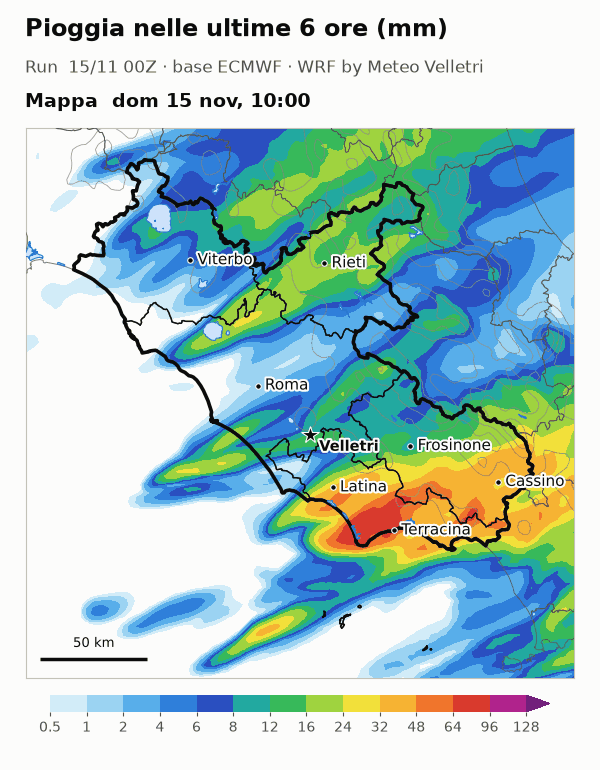 Pioggia nelle ultime 6 ore (mm)
Run  15/11 00Z · base ECMWF · WRF by Meteo Velletri
Mappa  dom 15 nov, 10:00
Viterbo
Rieti
Roma
Velletri
Frosinone
Latina
Cassino
Terracina
50 km
0.5 1 2 4 6 8 12 16 24 32 48 64 96 128